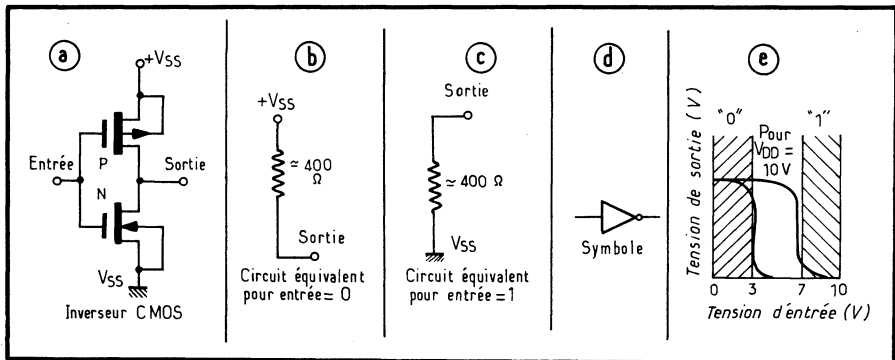 a
+VSS
Entrée
P
N
Sortie
VSS
Inverseur CMOS
b
+VSS
≃ 400
Ω
Sortie
Circuit équivalent
pour entrée = 0
c
Sortie
≃ 400 Ω
VSS
Circuit équivalent
pour entrée = 1
d
Symbole
e
Tension de sortie (V)
"0"
"1"
Pour
VDD =
10 V
0 3 7 10
Tension d'éntrée (V)